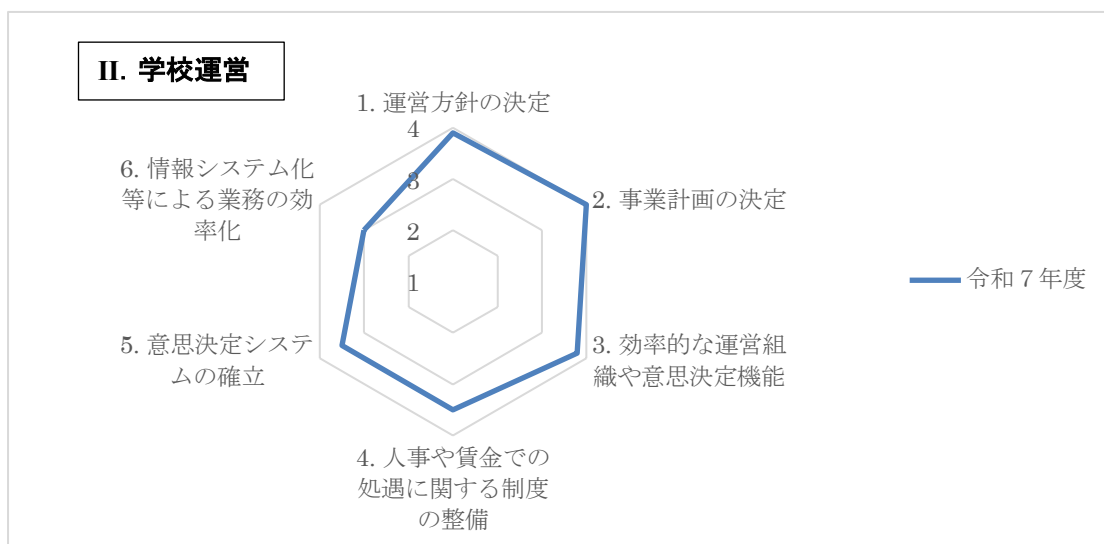 II. 学校運営
1. 運営方針の決定
4
3
2
1
2. 事業計画の決定
3. 効率的な運営組
織や意思決定機能
4. 人事や賃金での
処遇に関する制度
の整備
5. 意思決定システ
ムの確立
6. 情報システム化
等による業務の効
率化
令和７年度